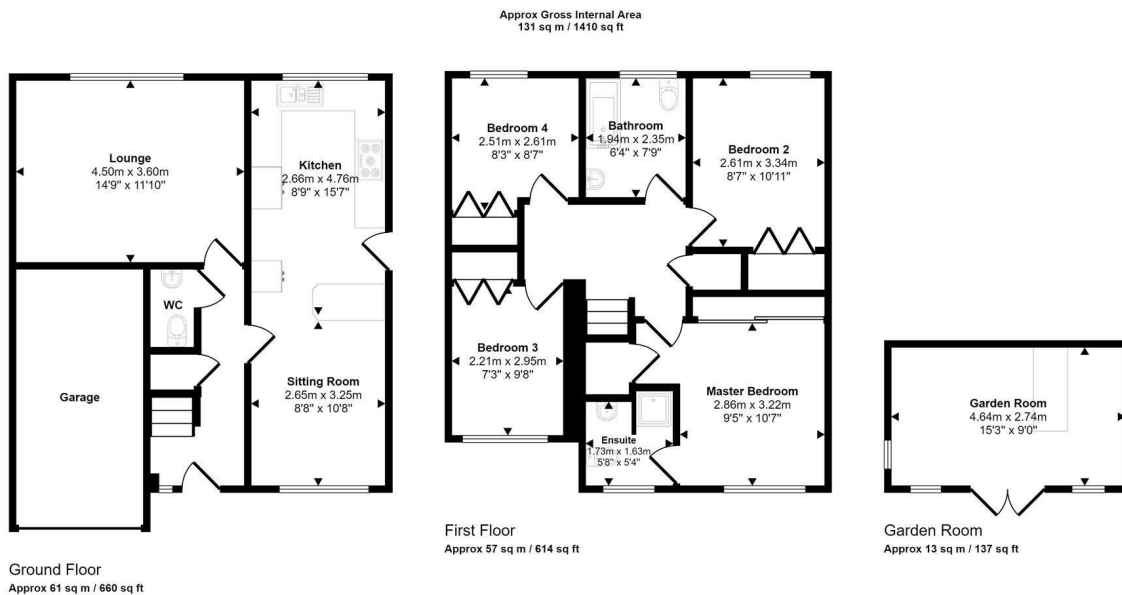 Approx Gross Internal Area
131 sq m / 1410 sq ft
Lounge
4.50m x 3.60m
14'9" x 11'10"
Kitchen
2.66m x 4.76m
8'9" x 15'7"
WC
Garage
Sitting Room
2.65m x 3.25m
8'8" x 10'8"
Ground Floor
Approx 61 sq m / 660 sq ft
Bedroom 4
2.51m x 2.61m
8'3" x 8'7"
Bathroom
1.94m x 2.35m
6'4" x 7'9"
Bedroom 2
2.61m x 3.34m
8'7" x 10'11"
Bedroom 3
2.21m x 2.95m
7'3" x 9'8"
Master Bedroom
2.86m x 3.22m
9'5" x 10'7"
Ensuite
1.73m x 1.63m
5'8" x 5'4"
First Floor
Approx 57 sq m / 614 sq ft
Garden Room
4.64m x 2.74m
15'3" x 9'0"
Garden Room
Approx 13 sq m / 137 sq ft